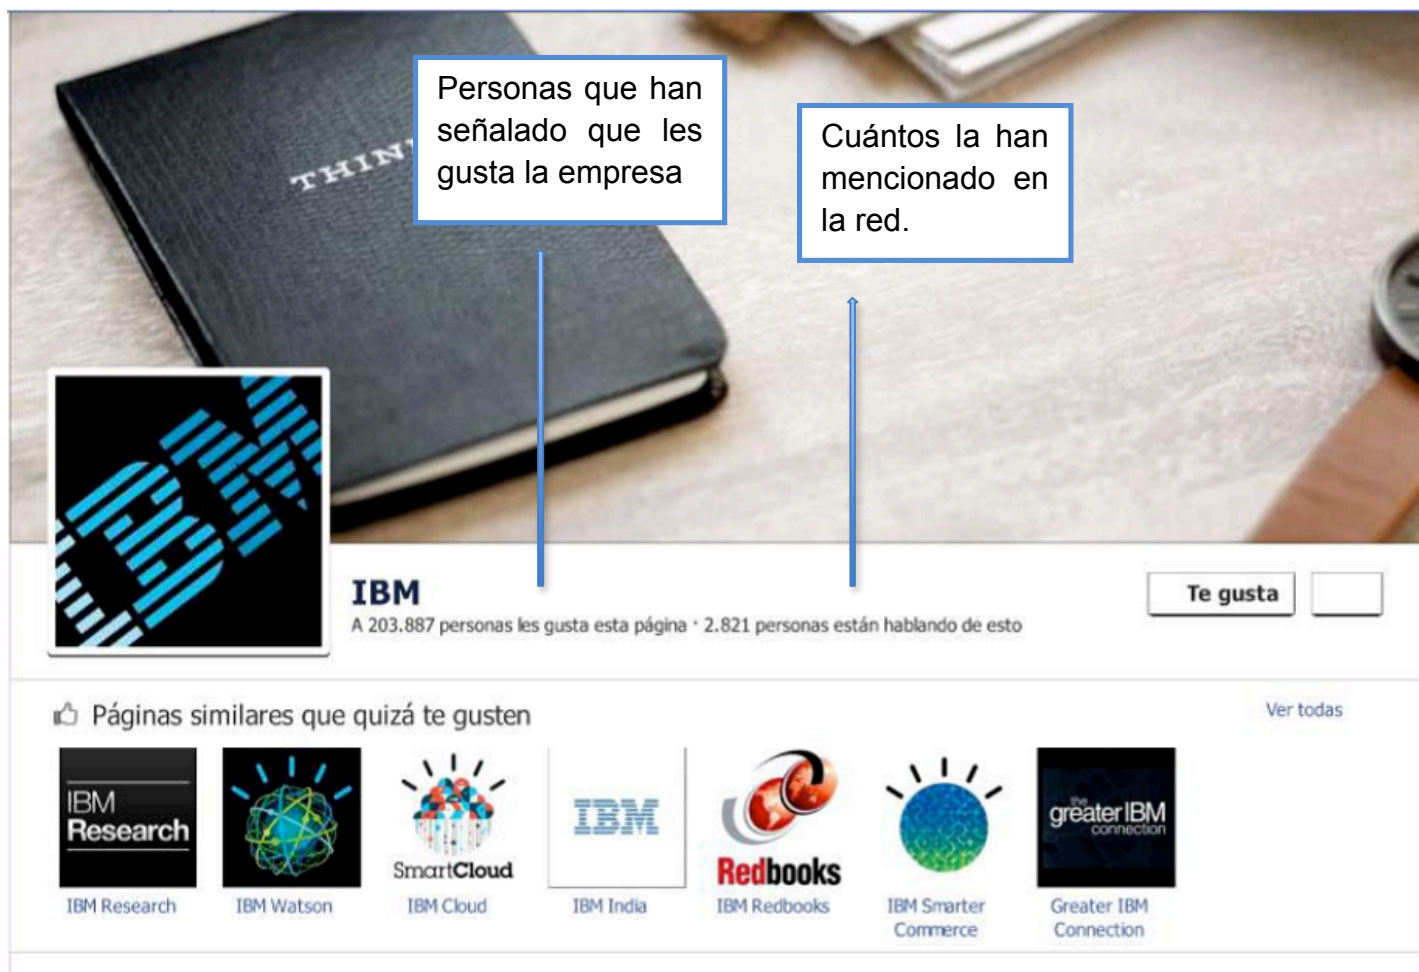 Personas que han
señalado que les
gusta la empresa
Cuántos la han
mencionado en
la red.
THIN
IBM
IBM
A 203.887 personas les gusta esta página · 2.821 personas están hablando de esto
Te gusta
Páginas similares que quizá te gusten
Ver todas
IBM
Research
SmartCloud
IBM
Redbooks
the
greater IBM
connection
IBM Research
IBM Watson
IBM Cloud
IBM India
IBM Redbooks
IBM Smarter
Commerce
Greater IBM
Connection